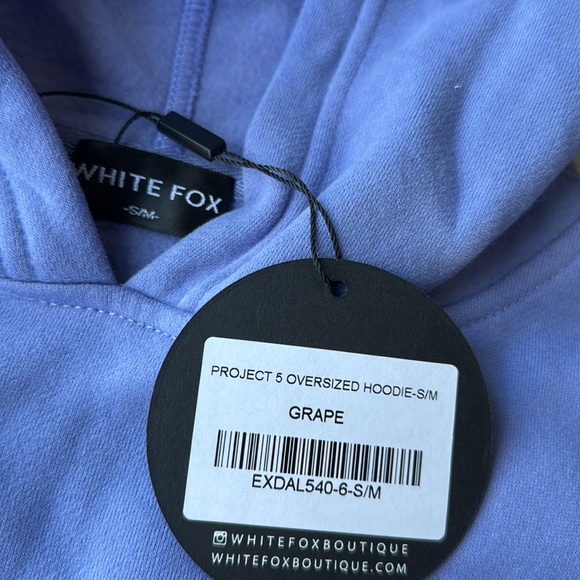 WHITE FOX
-S/M-
PROJECT 5 OVERSIZED HOODIE-S/M
GRAPE
EXDAL540-6-S/M
WHITEFOXBOUTIQUE
WHITEFOXBOUTIQUE.COM